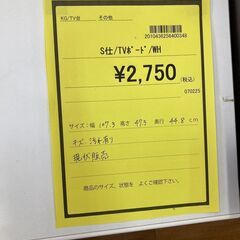 KG/TV台 その他
2010436256400348
S仕/TVﾎﾞｰﾄﾞ/WH
¥2,750 (税込)
070225
サイズ:幅 107.3 高さ 47.5 奥行 44.8 cm
キズ 汚れ有り
現状販売
商品のサイズ、状態を よくご確認下さい。